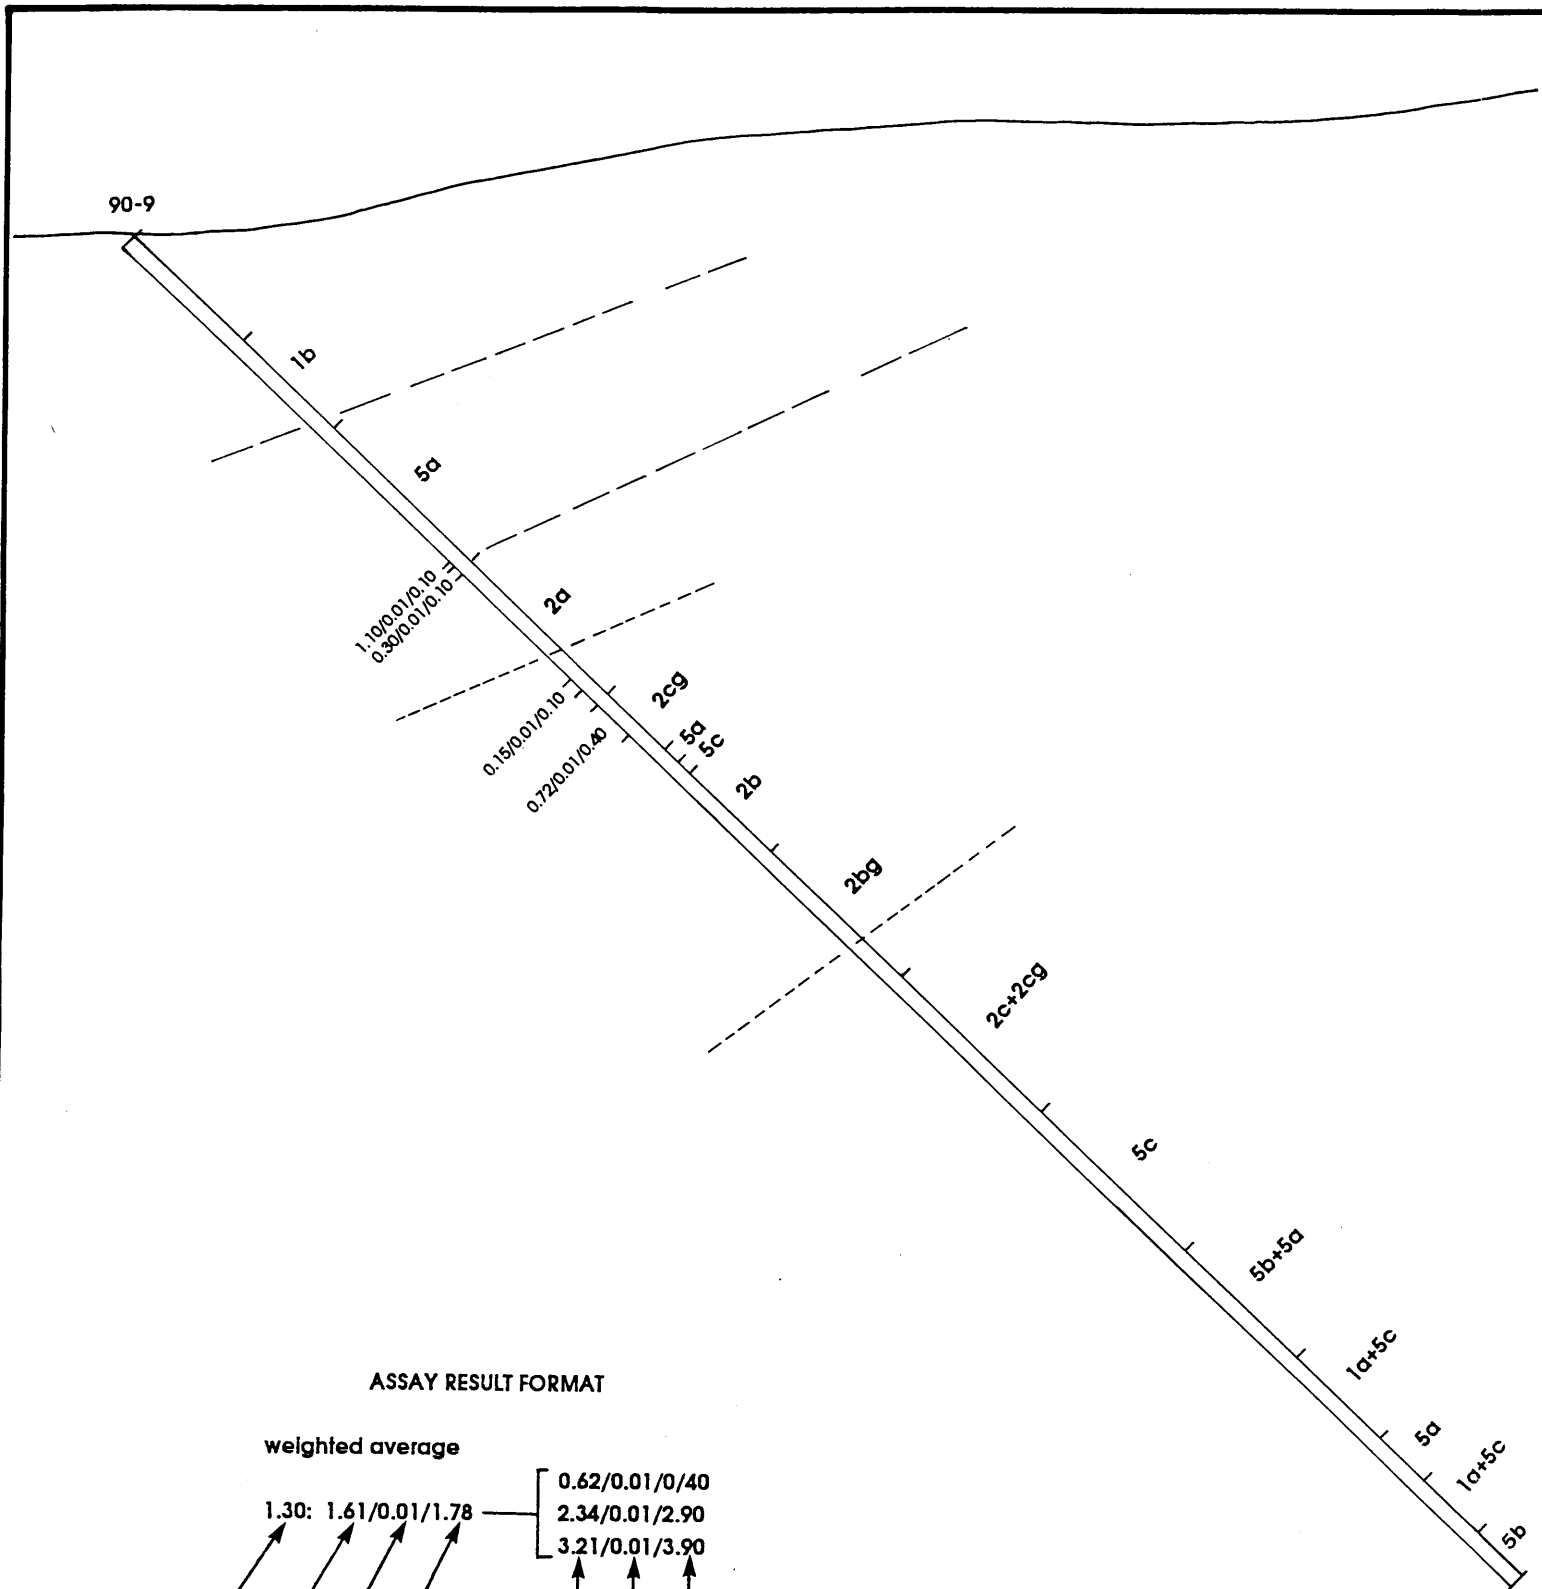 90-9
1b
5a
1.10/0.01/0.10
0.30/0.01/0.10
2a
2cg
0.15/0.01/0.10
5a
5c
0.72/0.01/0.40
2b
2bg
2c+2cg
5c
5b+5a
1a+5c
5a
1a+5c
5b
ASSAY RESULT FORMAT
weighted average
0.62/0.01/0/40
1.30: 1.61/0.01/1.78
2.34/0.01/2.90
3.21/0.01/3.90